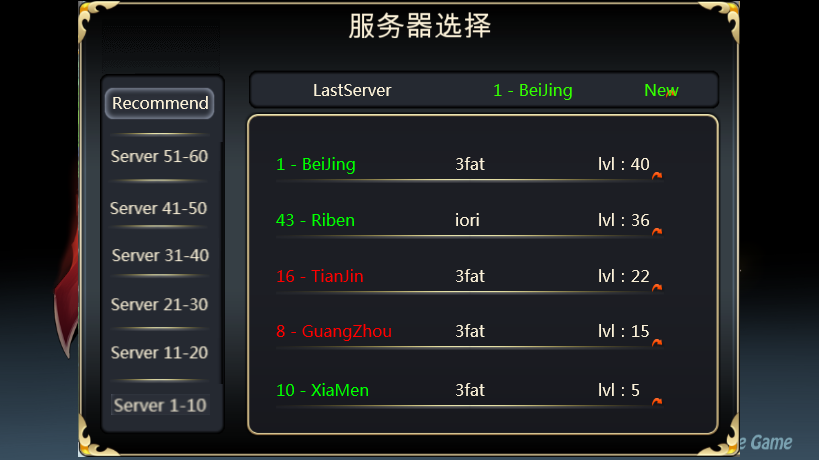 服务器选择
LastServer 1 - BeiJing New
Recommend
Server 51-60
Server 41-50
Server 31-40
Server 21-30
Server 11-20
Server 1-10
1 - BeiJing 3fat lvl : 40
43 - Riben iori lvl : 36
16 - TianJin 3fat lvl : 22
8 - GuangZhou 3fat lvl : 15
10 - XiaMen 3fat lvl : 5
e Game